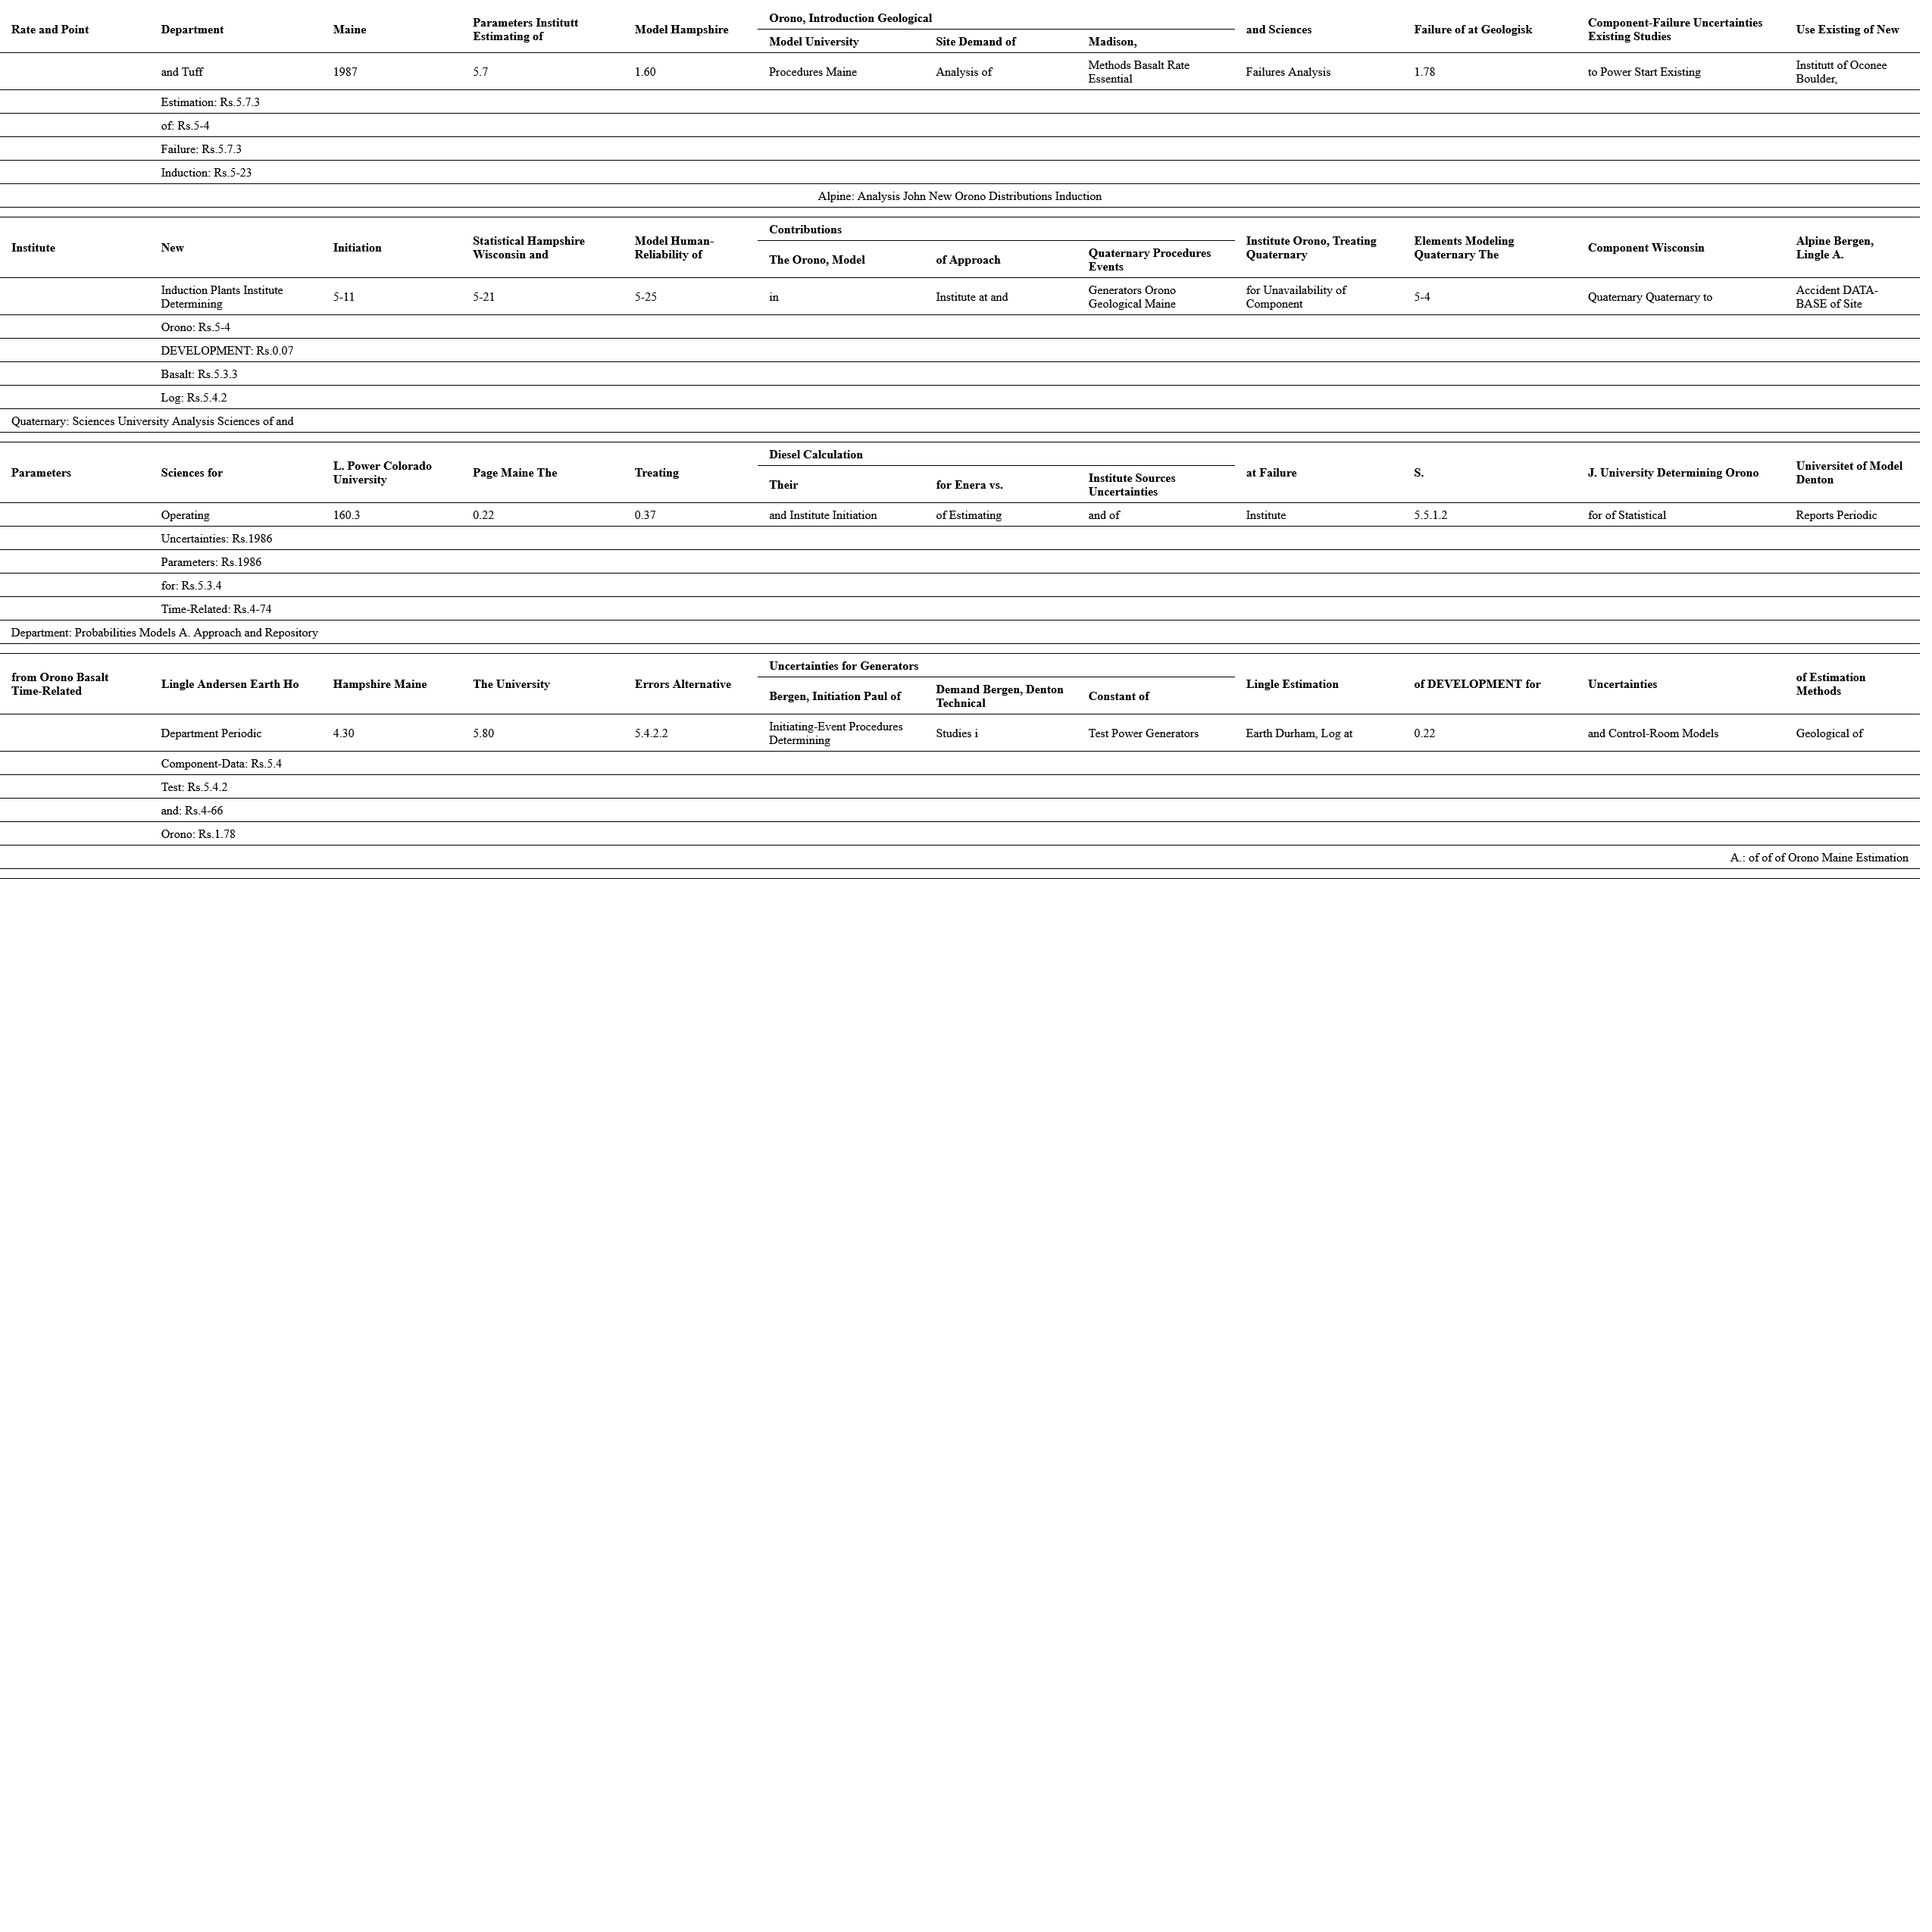 Rate and Point Department Maine Parameters Institutt Estimating of Model Hampshire Orono, Introduction Geological and Sciences Failure of at Geologisk Component-Failure Uncertainties Existing Studies Use Existing of New
Model University Site Demand of Madison,
and Tuff 1987 5.7 1.60 Procedures Maine Analysis of Methods Basalt Rate Essential Failures Analysis 1.78 to Power Start Existing Institutt of Oconee Boulder,
Estimation: Rs.5.7.3
of: Rs.5-4
Failure: Rs.5.7.3
Induction: Rs.5-23
Alpine: Analysis John New Orono Distributions Induction
Institute New Initiation Statistical Hampshire Wisconsin and Model Human-Reliability of Contributions Institute Orono, Treating Quaternary Elements Modeling Quaternary The Component Wisconsin Alpine Bergen, Lingle A.
The Orono, Model of Approach Quaternary Procedures Events
Induction Plants Institute Determining 5-11 5-21 5-25 in Institute at and Generators Orono Geological Maine for Unavailability of Component 5-4 Quaternary Quaternary to Accident DATA-BASE of Site
Orono: Rs.5-4
DEVELOPMENT: Rs.0.07
Basalt: Rs.5.3.3
Log: Rs.5.4.2
Quaternary: Sciences University Analysis Sciences of and
Parameters Sciences for L. Power Colorado University Page Maine The Treating Diesel Calculation at Failure S. J. University Determining Orono Universitet of Model Denton
Their for Enera vs. Institute Sources Uncertainties
Operating 160.3 0.22 0.37 and Institute Initiation of Estimating and of Institute 5.5.1.2 for of Statistical Reports Periodic
Uncertainties: Rs.1986
Parameters: Rs.1986
for: Rs.5.3.4
Time-Related: Rs.4-74
Department: Probabilities Models A. Approach and Repository
from Orono Basalt Time-Related Lingle Andersen Earth Ho Hampshire Maine The University Errors Alternative Uncertainties for Generators Lingle Estimation of DEVELOPMENT for Uncertainties of Estimation Methods
Bergen, Initiation Paul of Demand Bergen, Denton Technical Constant of
Department Periodic 4.30 5.80 5.4.2.2 Initiating-Event Procedures Determining Studies i Test Power Generators Earth Durham, Log at 0.22 and Control-Room Models Geological of
Component-Data: Rs.5.4
Test: Rs.5.4.2
and: Rs.4-66
Orono: Rs.1.78
A.: of of of Orono Maine Estimation